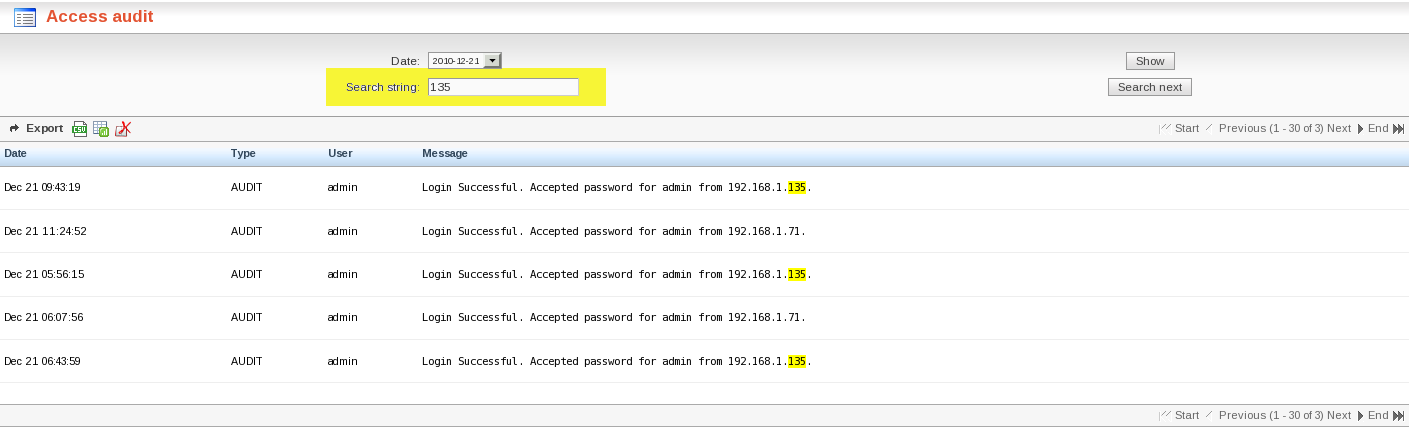 Access audit
Date: 2010-12-21 Show
Search string: 135 Search next
Export CSV Start Previous (1 - 30 of 3) Next End
Date Type User Message
Dec 21 09:43:19 AUDIT admin Login Successful. Accepted password for admin from 192.168.1.135.
Dec 21 11:24:52 AUDIT admin Login Successful. Accepted password for admin from 192.168.1.71.
Dec 21 05:56:15 AUDIT admin Login Successful. Accepted password for admin from 192.168.1.135.
Dec 21 06:07:56 AUDIT admin Login Successful. Accepted password for admin from 192.168.1.71.
Dec 21 06:43:59 AUDIT admin Login Successful. Accepted password for admin from 192.168.1.135.
Start Previous (1 - 30 of 3) Next End